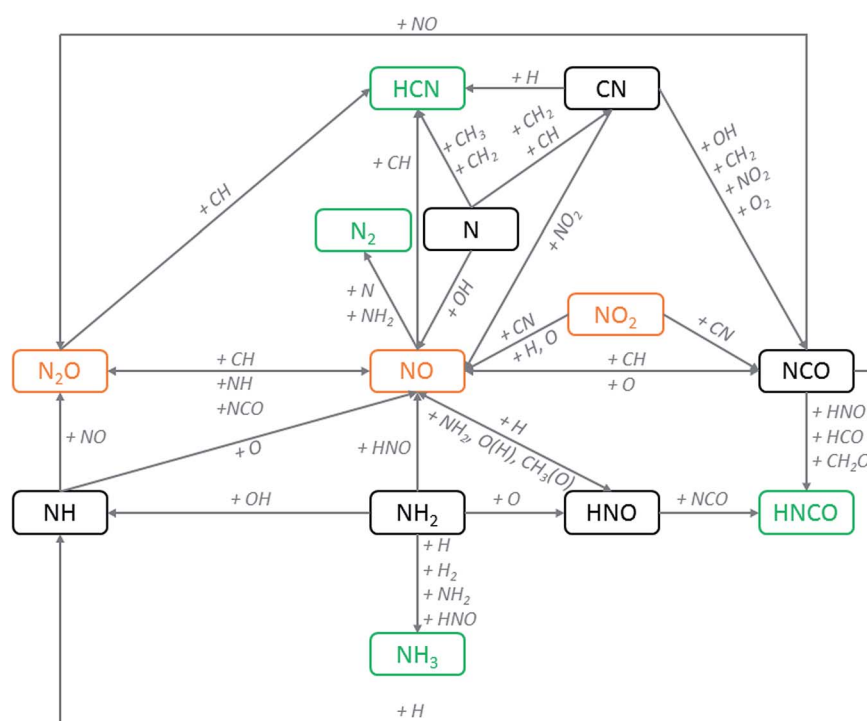 + NO
HCN
+ H
CN
+ CH₃
+ CH₂
+ CH₂
+ CH
+ OH
+ CH₂
+ NO₂
+ O₂
+ CH
+ CH
N₂
N
+ NO₂
+ N
+ NH₂
+ OH
NO₂
+ CN
+ H, O
+ CN
N₂O
+ CH
+NH
+NCO
NO
+ CH
+ O
NCO
+ NO
+ O
+ HNO
+ H
+ NH₂, O(H), CH₃(O)
+ HNO
+ HCO
+ CH₂O
NH
+ OH
NH₂
+ O
HNO
+ NCO
HNCO
+ H
+ H₂
+ NH₂
+ HNO
NH₃
+ H